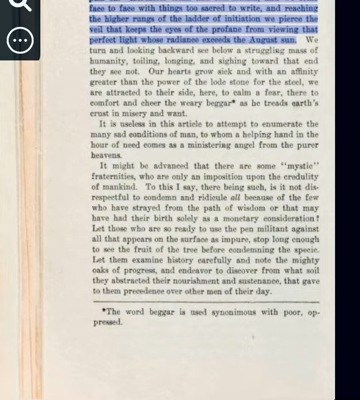 face to face with things too sacred to write, and reaching
the higher rungs of the ladder of initiation we pierce the
veil that keeps the eyes of the profane from viewing that
perfect light whose radiance exceeds the August sun. We
turn and looking backward see below a struggling mass of
humanity, toiling, longing, and sighing toward that end
they see not. Our hearts grow sick and with an affinity
greater than the power of the lode stone for the steel, we
are attracted to their side, here, to calm a fear, there to
comfort and cheer the weary beggar* as he treads earth's
crust in misery and want.
It is useless in this article to attempt to enumerate the
many sad conditions of man, to whom a helping hand in the
hour of need comes as a ministering angel from the purer
heavens.
It might be advanced that there are some "mystic"
fraternities, who are only an imposition upon the credulity
of mankind. To this I say, there being such, is it not dis-
respectful to condemn and ridicule all because of the few
who have strayed from the path of wisdom or that may
have had their birth solely as a monetary consideration?
Let those who are so ready to use the pen militant against
all that appears on the surface as impure, stop long enough
to see the fruit of the tree before condemning the specie.
Let them examine history carefully and note the mighty
oaks of progress, and endeavor to discover from what soil
they abstracted their nourishment and sustenance, that gave
to them precedence over other men of their day.
*The word beggar is used synonimous with poor, op-
pressed.